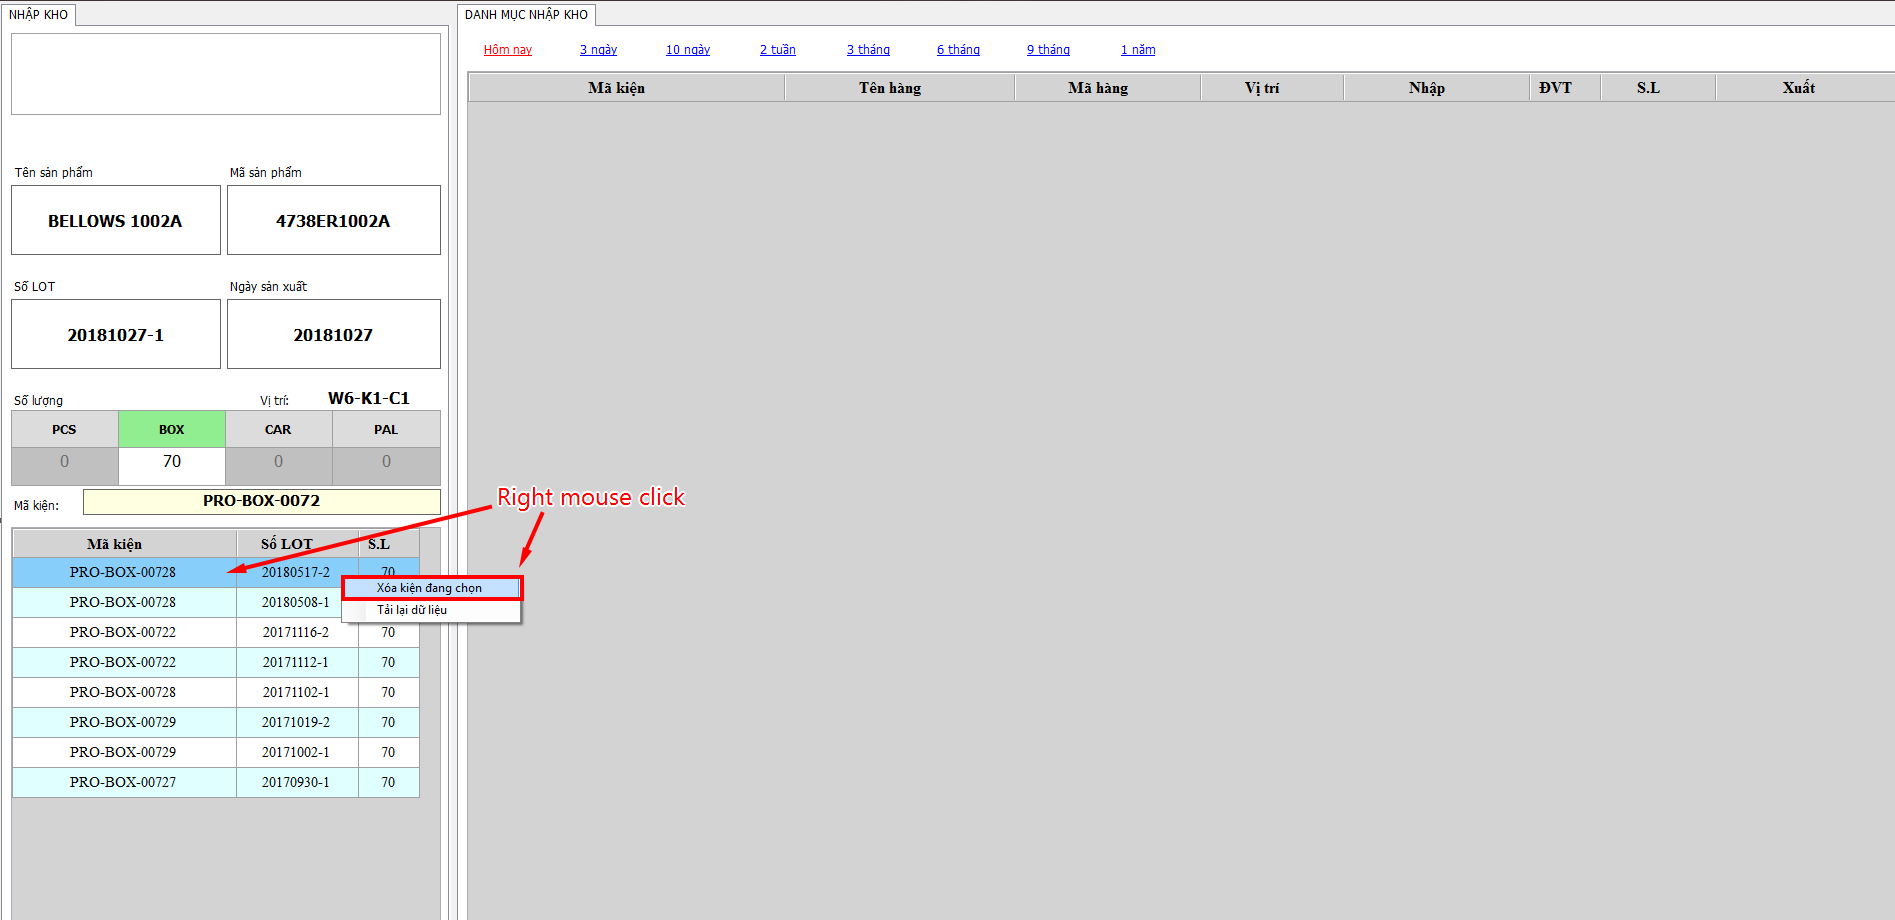 NHẬP KHO
DANH MỤC NHẬP KHO
Hôm nay 3 ngày 10 ngày 2 tuần 3 tháng 6 tháng 9 tháng 1 năm
Mã kiện Tên hàng Mã hàng Vị trí Nhập ĐVT S.L Xuất
Tên sản phẩm Mã sản phẩm
BELLOWS 1002A 4738ER1002A
Số LOT Ngày sản xuất
20181027-1 20181027
Số lượng Vị trí: W6-K1-C1
PCS BOX CAR PAL
0 70 0 0
Mã kiện: PRO-BOX-0072
Right mouse click
Mã kiện Số LOT S.L
PRO-BOX-00728 20180517-2 70
Xóa kiện đang chọn
PRO-BOX-00728 20180508-1
Tải lại dữ liệu
PRO-BOX-00722 20171116-2 70
PRO-BOX-00722 20171112-1 70
PRO-BOX-00728 20171102-1 70
PRO-BOX-00729 20171019-2 70
PRO-BOX-00729 20171002-1 70
PRO-BOX-00727 20170930-1 70